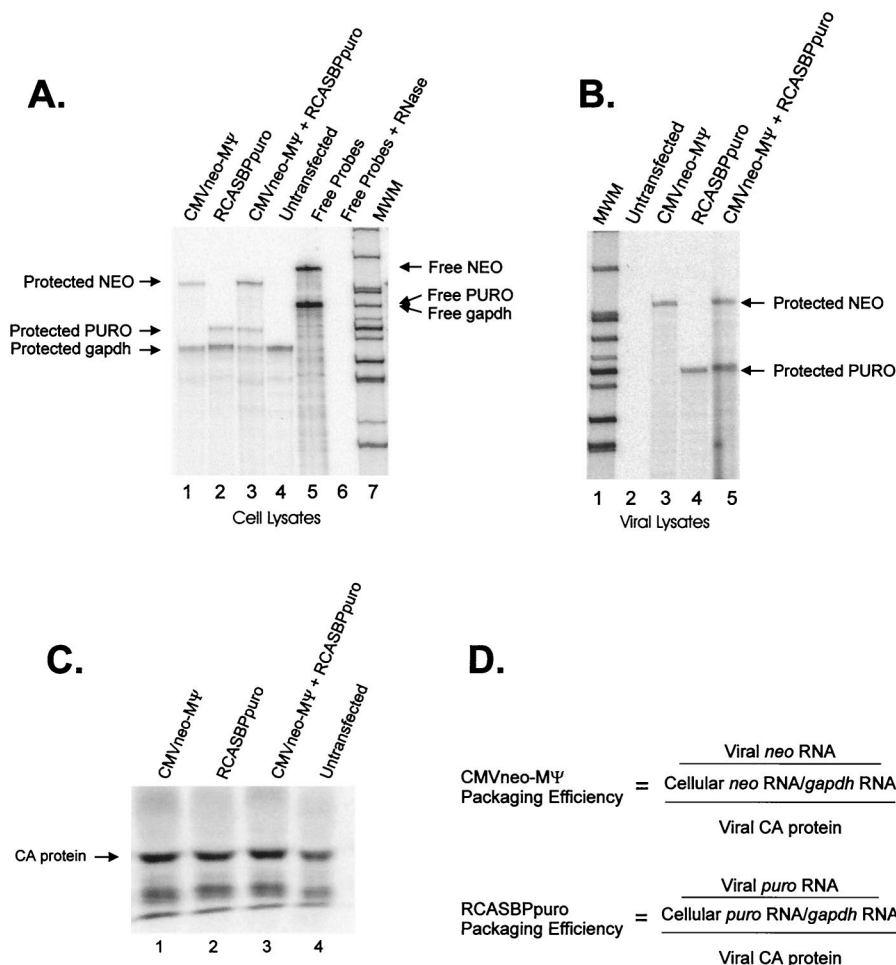 A.
CMVneo-MΨ
RCASBPpuro
CMVneo-MΨ + RCASBPpuro
Untransfected
Free Probes
Free Probes + RNase
MWM
Protected NEO
Protected PURO
Protected gapdh
Free NEO
Free PURO
Free gapdh
1 2 3 4 5 6 7
Cell Lysates
B.
MWM
Untransfected
CMVneo-MΨ
RCASBPpuro
CMVneo-MΨ + RCASBPpuro
Protected NEO
Protected PURO
1 2 3 4 5
Viral Lysates
C.
CMVneo-MΨ
RCASBPpuro
CMVneo-MΨ + RCASBPpuro
Untransfected
CA protein
1 2 3 4
D.
CMVneo-MΨ
Packaging Efficiency
=
Viral neo RNA
Cellular neo RNA/gapdh RNA
Viral CA protein
RCASBPpuro
Packaging Efficiency
=
Viral puro RNA
Cellular puro RNA/gapdh RNA
Viral CA protein